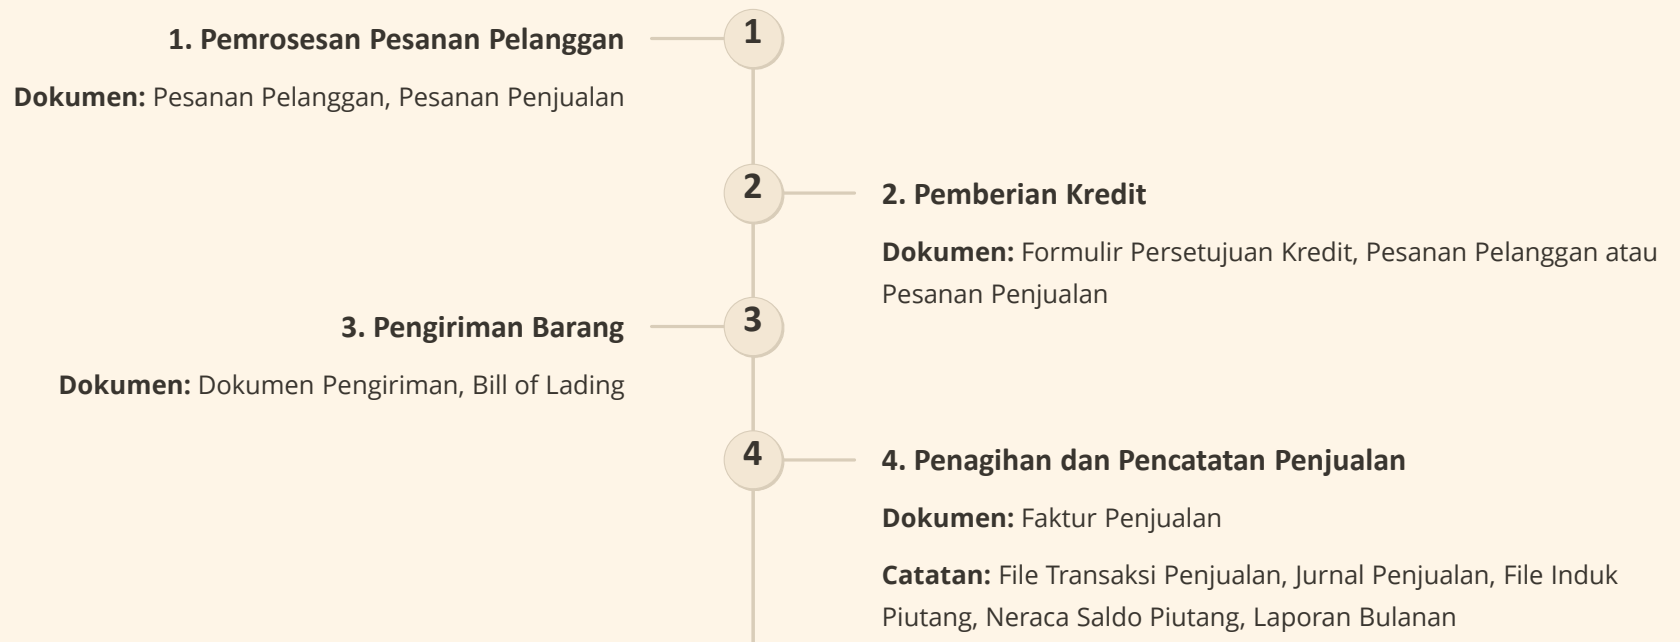 1. Pemrosesan Pesanan Pelanggan
1
Dokumen: Pesanan Pelanggan, Pesanan Penjualan
2
2. Pemberian Kredit
Dokumen: Formulir Persetujuan Kredit, Pesanan Pelanggan atau
Pesanan Penjualan
3. Pengiriman Barang
3
Dokumen: Dokumen Pengiriman, Bill of Lading
4
4. Penagihan dan Pencatatan Penjualan
Dokumen: Faktur Penjualan
Catatan: File Transaksi Penjualan, Jurnal Penjualan, File Induk
Piutang, Neraca Saldo Piutang, Laporan Bulanan